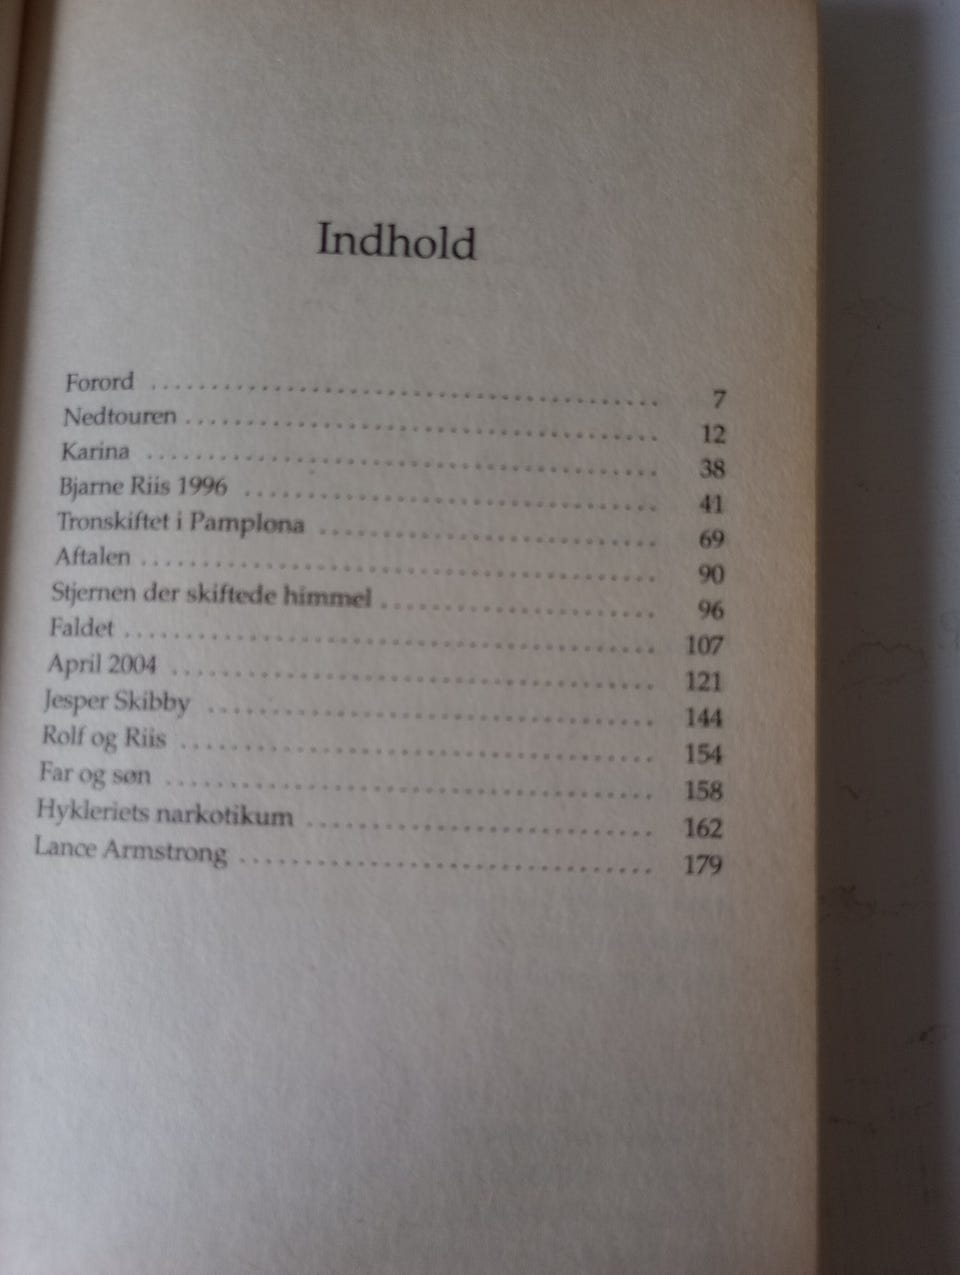 Indhold
Forord .......... 7
Nedtouren .......... 12
Karina .......... 38
Bjarne Riis 1996 .......... 41
Tronskiftet i Pamplona .......... 69
Aftalen .......... 90
Stjernen der skiftede himmel .......... 96
Faldet .......... 107
April 2004 .......... 121
Jesper Skibby .......... 144
Rolf og Riis .......... 154
Far og søn .......... 158
Hykleriets narkotikum .......... 162
Lance Armstrong .......... 179